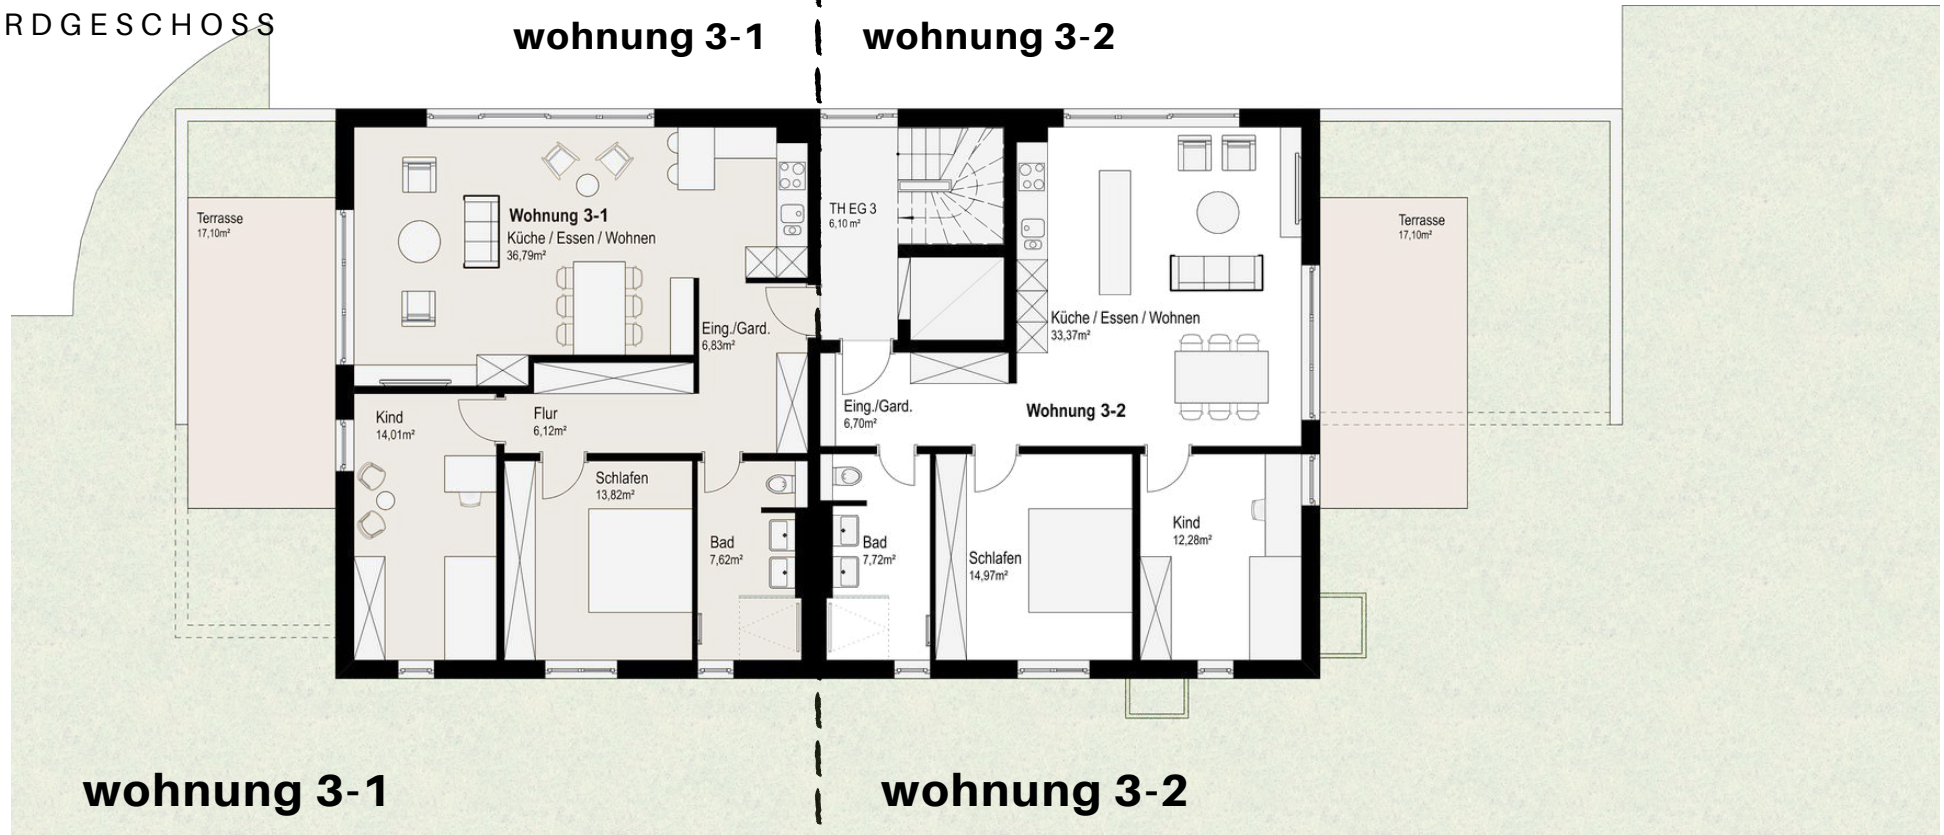 RDGESCHOSS
wohnung 3-1
wohnung 3-2
Terrasse
17,10m²
Wohnung 3-1
Küche / Essen / Wohnen
36,79m²
Eing./Gard.
6,83m²
Kind
14,01m²
Flur
6,12m²
Schlafen
13,82m²
Bad
7,62m²
TH EG 3
6,10 m²
Küche / Essen / Wohnen
33,37m²
Terrasse
17,10m²
Eing./Gard.
6,70m²
Wohnung 3-2
Bad
7,72m²
Schlafen
14,97m²
Kind
12,28m²
wohnung 3-1
wohnung 3-2